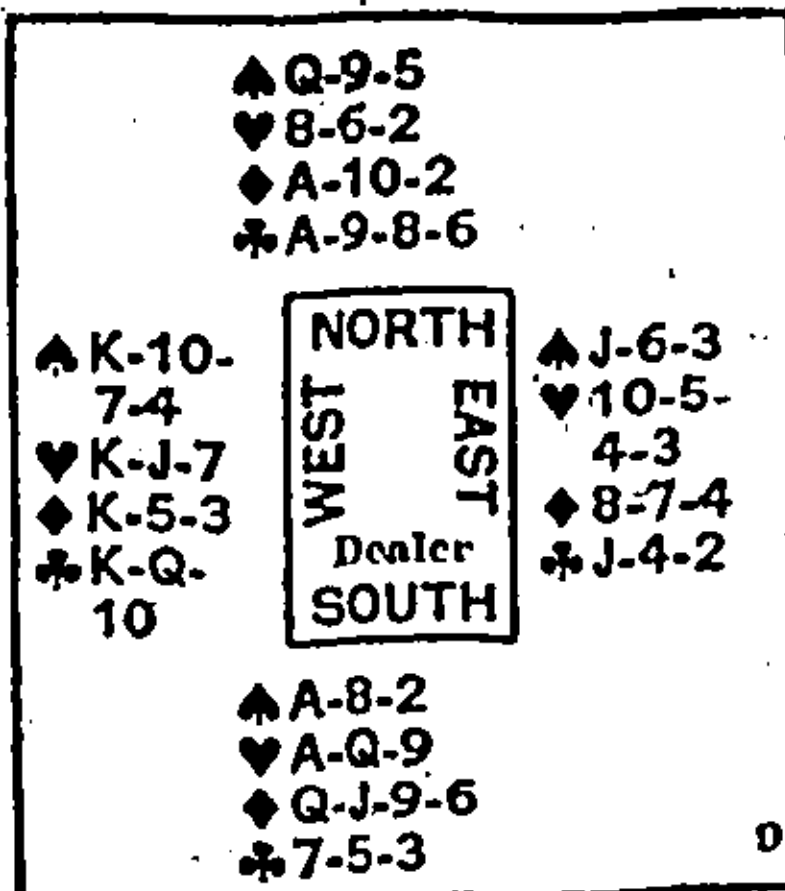 ♠ Q-9-5
♥ 8-6-2
♦ A-10-2
♣ A-9-8-6
♠ K-10-
7-4
♥ K-J-7
♦ K-5-3
♣ K-Q-
10
NORTH
WEST
EAST
Dealer
SOUTH
♠ J-6-3
♥ 10-5-
4-3
♦ 8-7-4
♣ J-4-2
♠ A-8-2
♥ A-Q-9
♦ Q-J-9-6
♣ 7-5-3